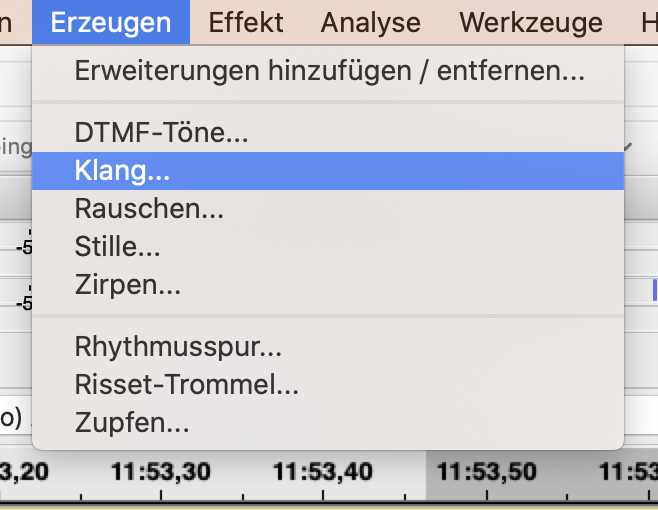 n Erzeugen Effekt Analyse Werkzeuge H
Erweiterungen hinzufügen / entfernen...
ing
DTMF-Töne...
Klang...
Rauschen...
-5
Stille...
Zirpen...
-5
Rhythmusspur...
Risset-Trommel...
o)
Zupfen...
3,20 11:53,30 11:53,40 11:53,50 11:53